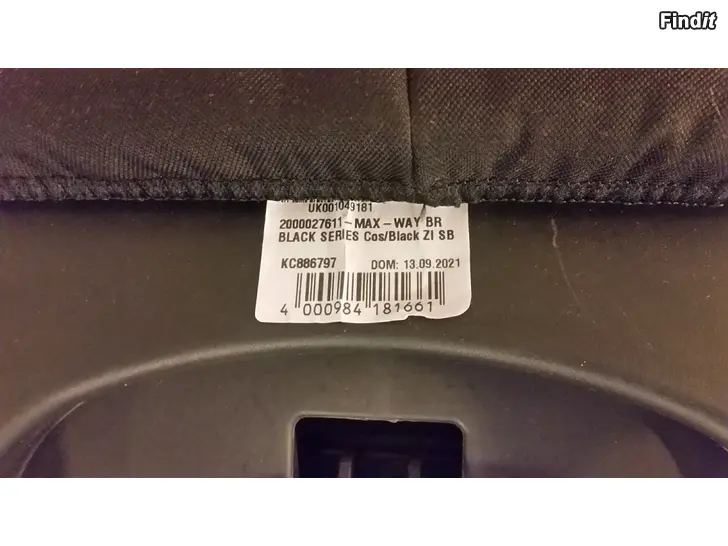 Findit
UK001049181
2000027611-MAX-WAY BR
BLACK SERIES Cos/Black ZI SB
KC886797 DOM: 13.09.2021
4 000984 181661